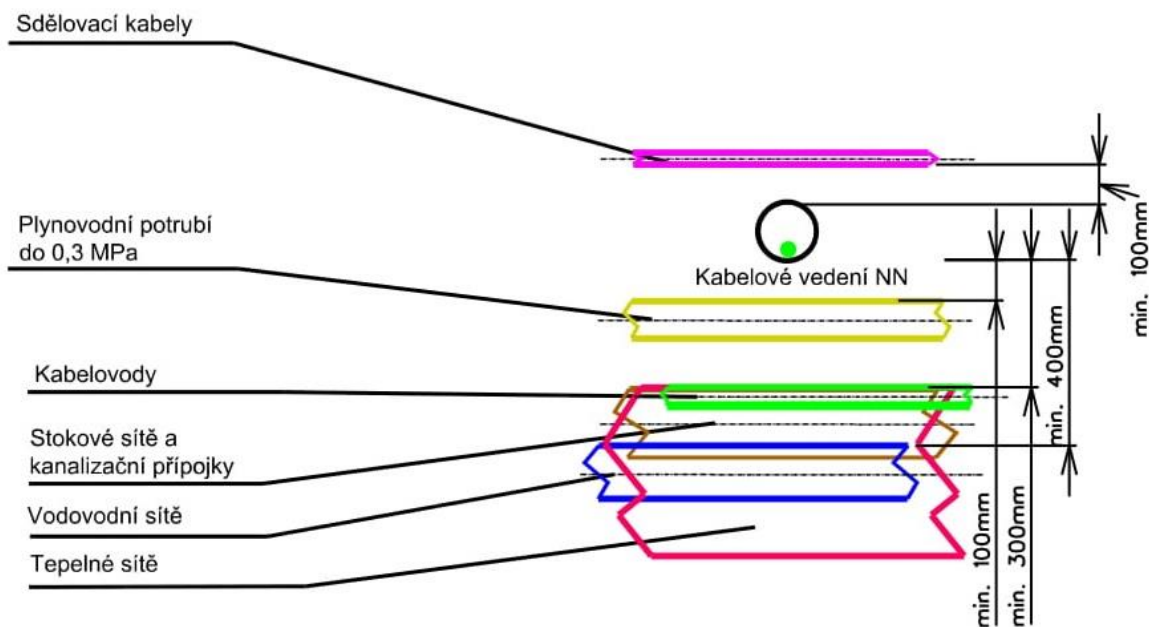 Sdělovací kabely
Plynovodní potrubí
do 0,3 MPa
Kabelové vedení NN
Kabelovody
Stokové sítě a
kanalizační přípojky
Vodovodní sítě
Tepelné sítě
min. 100mm
min. 300mm
min. 400mm
min. 100mm